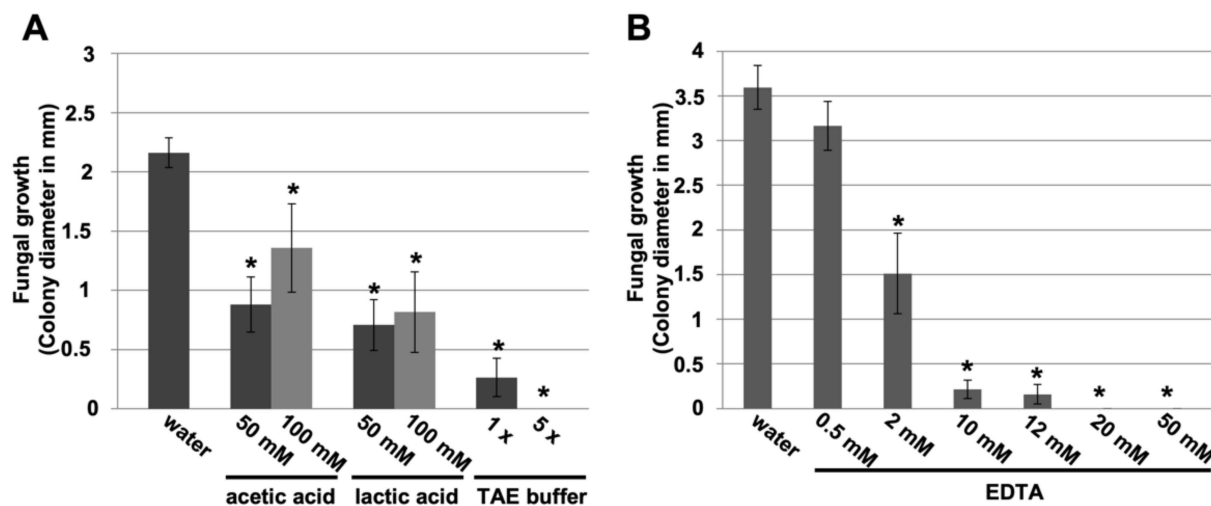 A
Fungal growth
(Colony diameter in mm)
3
2.5
2
1.5
1
0.5
0
*
*
*
*
*
*
water
50 mM
100 mM
50 mM
100 mM
1 x
5 x
acetic acid
lactic acid
TAE buffer
B
Fungal growth
(Colony diameter in mm)
4
3.5
3
2.5
2
1.5
1
0.5
0
*
*
*
*
*
water
0.5 mM
2 mM
10 mM
12 mM
20 mM
50 mM
EDTA